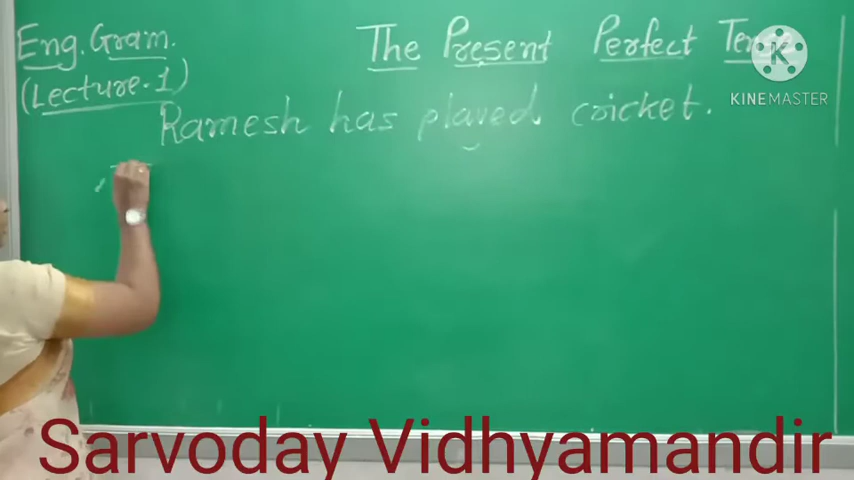 Eng. Gram. The Present Perfect Tense
(Lecture-1)
Ramesh has played cricket.
K
KINEMASTER
Sarvoday Vidhyamandir